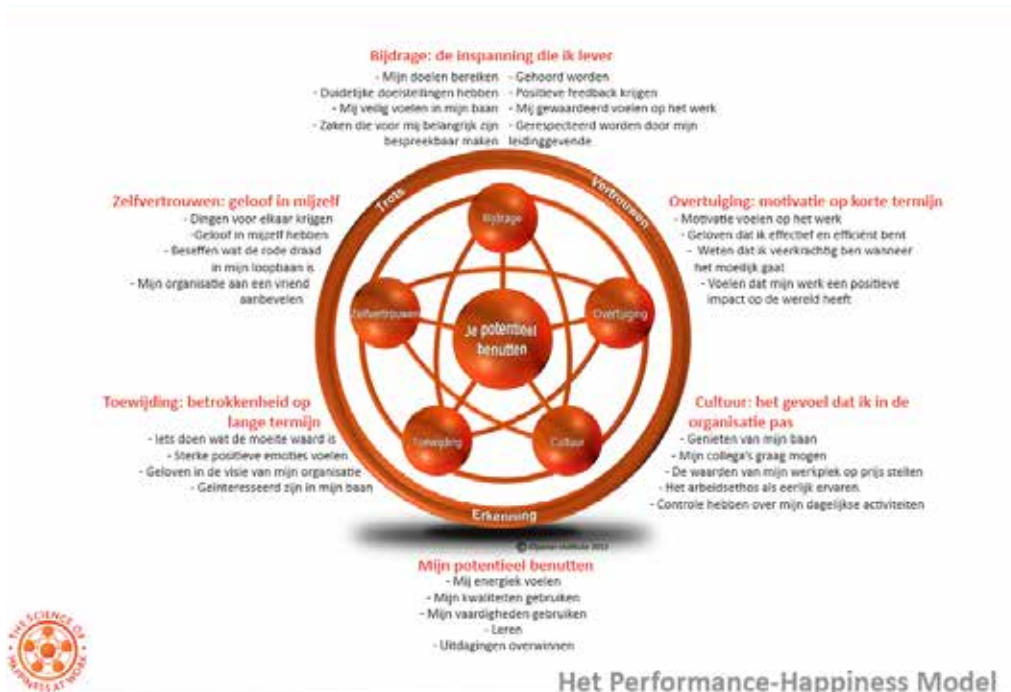 Bijdrage: de inspanning die ik lever
- Mijn doelen bereiken
- Duidelijke doelstellingen hebben
- Mij veilig voelen in mijn baan
- Zaken die voor mij belangrijk zijn
bespreekbaar maken
- Gehoord worden
- Positieve feedback krijgen
- Mij gewaardeerd voelen op het werk
- Gerespecteerd worden door mijn
leidinggevende
Zelfvertrouwen: geloof in mijzelf
- Dingen voor elkaar krijgen
-Geloof in mijzelf hebben
- Beseffen wat de rode draad
in mijn loopbaan is
- Mijn organisatie aan een vriend
aanbevelen
Overtuiging: motivatie op korte termijn
- Motivatie voelen op het werk
- Geloven dat ik effectief en efficiënt bent
- Weten dat ik veerkrachtig ben wanneer
het moeilijk gaat
- Voelen dat mijn werk een positieve
impact op de wereld heeft
Trots
Vertrouwen
Bijdrage
Zelfvertrouwen
Overtuiging
Je potentieel
benutten
Toewijding
Cultuur
Erkenning
Toewijding: betrokkenheid op
lange termijn
- Iets doen wat de moeite waard is
- Sterke positieve emoties voelen
- Geloven in de visie van mijn organisatie
- Geïnteresseerd zijn in mijn baan
Cultuur: het gevoel dat ik in de
organisatie pas
- Genieten van mijn baan
- Mijn collega's graag mogen
- De waarden van mijn werkplek op prijs stellen
- Het arbeidsethos als eerlijk ervaren.
- Controle hebben over mijn dagelijkse activiteiten
Mijn potentieel benutten
- Mij energiek voelen
- Mijn kwaliteiten gebruiken
- Mijn vaardigheden gebruiken
- Leren
- Uitdagingen overwinnen
THE SCIENCE OF
HAPPINESS AT WORK
Het Performance-Happiness Model